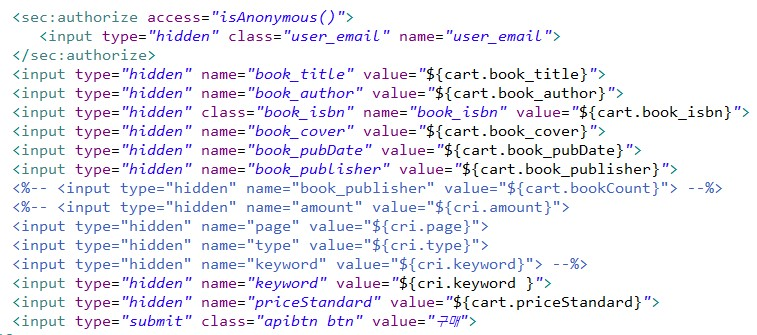 <sec:authorize access="isAnonymous()">
<input type="hidden" class="user_email" name="user_email">
</sec:authorize>
<input type="hidden" name="book_title" value="${cart.book_title}">
<input type="hidden" name="book_author" value="${cart.book_author}">
<input type="hidden" class="book_isbn" name="book_isbn" value="${cart.book_isbn}">
<input type="hidden" name="book_cover" value="${cart.book_cover}">
<input type="hidden" name="book_pubDate" value="${cart.book_pubDate}">
<input type="hidden" name="book_publisher" value="${cart.book_publisher}">
<%-- <input type="hidden" name="book_publisher" value="${cart.bookCount}"> --%>
<%-- <input type="hidden" name="amount" value="${cri.amount}">
<input type="hidden" name="page" value="${cri.page}">
<input type="hidden" name="type" value="${cri.type}">
<input type="hidden" name="keyword" value="${cri.keyword}"> --%>
<input type="hidden" name="keyword" value="${cri.keyword }">
<input type="hidden" name="priceStandard" value="${cart.priceStandard}">
<input type="submit" class="apibtn btn" value="구매">